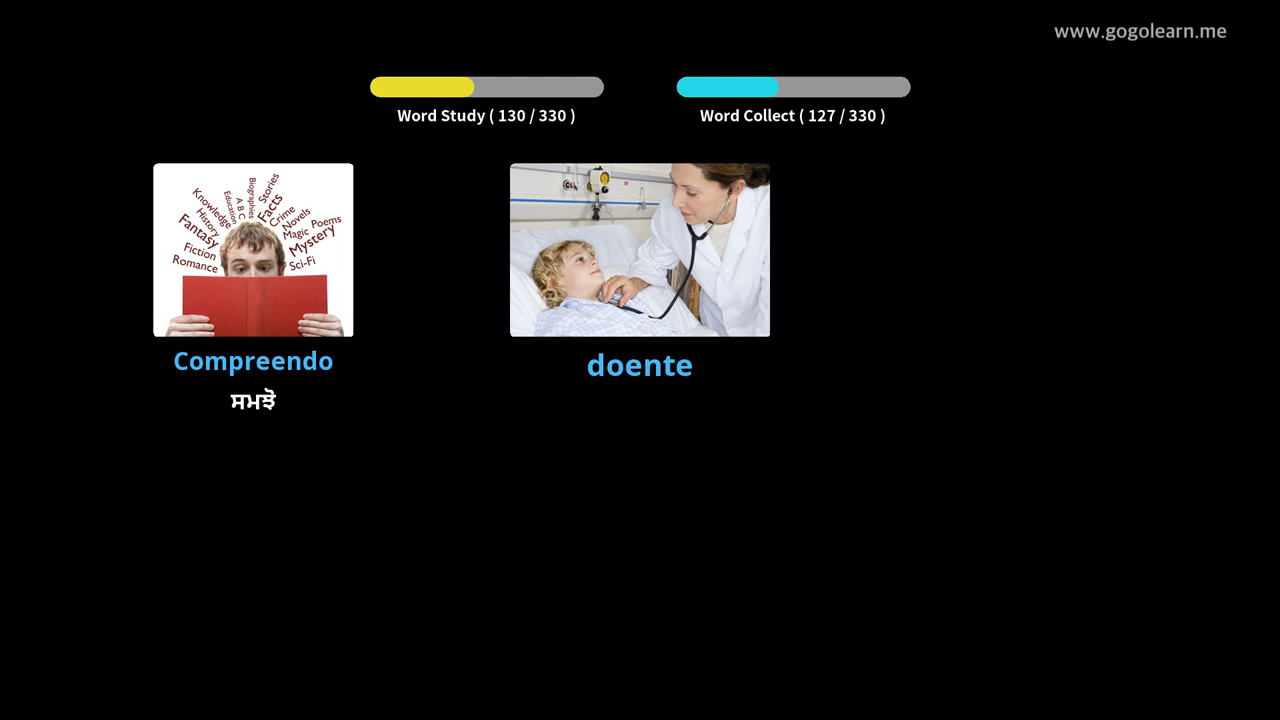 www.gogolearn.me
Word Study ( 130 / 330 )
Word Collect ( 127 / 330 )
Knowledge
History
Fantasy
Fiction
Romance
Education
A B C
Biographies
Stories
Facts
Crime
Novels
Magic
Poems
Mystery
Sci-Fi
Compreendo
ਸਮਝੋ
doente